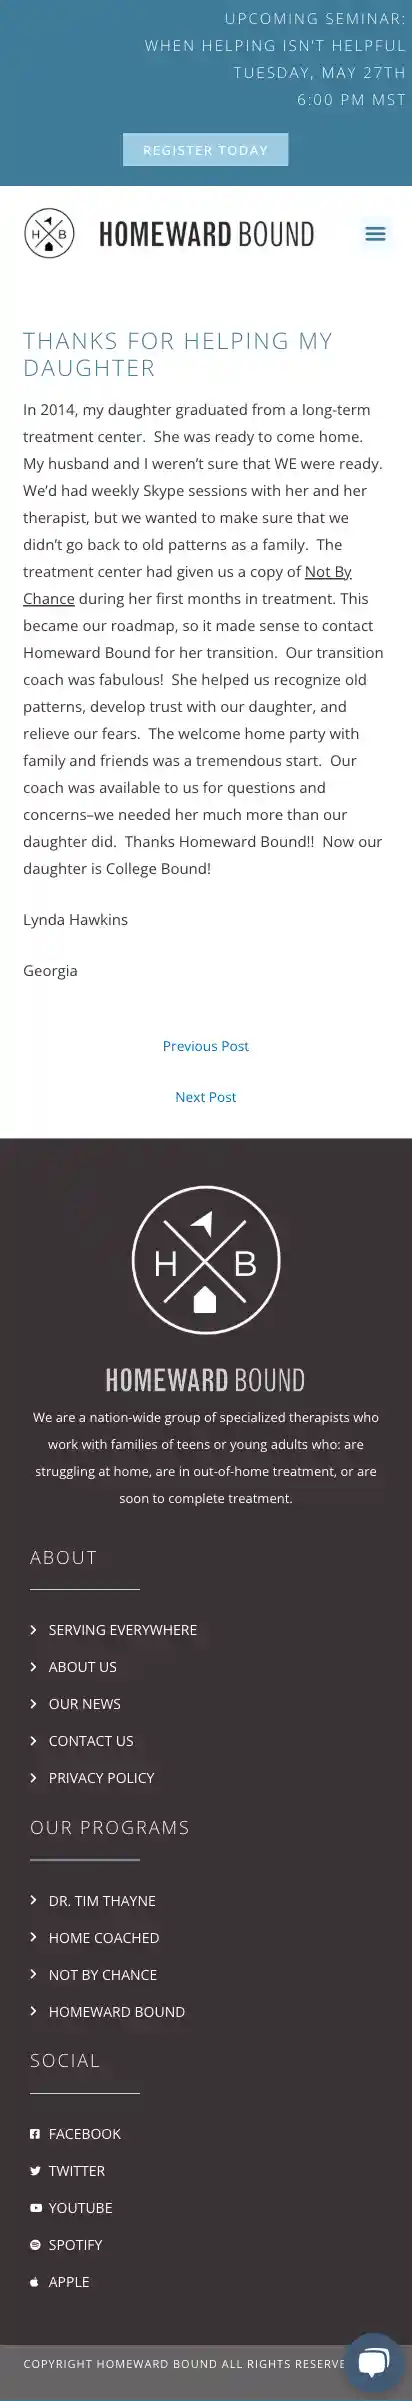 UPCOMING SEMINAR:
WHEN HELPING ISN'T HELPFUL
TUESDAY, MAY 27TH
6:00 PM MST
REGISTER TODAY
H B
HOMEWARD BOUND
THANKS FOR HELPING MY
DAUGHTER
In 2014, my daughter graduated from a long-term
treatment center.  She was ready to come home.
My husband and I weren’t sure that WE were ready.
We’d had weekly Skype sessions with her and her
therapist, but we wanted to make sure that we
didn’t go back to old patterns as a family.  The
treatment center had given us a copy of Not By
Chance during her first months in treatment. This
became our roadmap, so it made sense to contact
Homeward Bound for her transition.  Our transition
coach was fabulous!  She helped us recognize old
patterns, develop trust with our daughter, and
relieve our fears.  The welcome home party with
family and friends was a tremendous start.  Our
coach was available to us for questions and
concerns–we needed her much more than our
daughter did.  Thanks Homeward Bound!!  Now our
daughter is College Bound!
Lynda Hawkins
Georgia
Previous Post
Next Post
H B
HOMEWARD BOUND
We are a nation-wide group of specialized therapists who
work with families of teens or young adults who: are
struggling at home, are in out-of-home treatment, or are
soon to complete treatment.
ABOUT
SERVING EVERYWHERE
ABOUT US
OUR NEWS
CONTACT US
PRIVACY POLICY
OUR PROGRAMS
DR. TIM THAYNE
HOME COACHED
NOT BY CHANCE
HOMEWARD BOUND
SOCIAL
FACEBOOK
TWITTER
YOUTUBE
SPOTIFY
APPLE
COPYRIGHT HOMEWARD BOUND ALL RIGHTS RESERVE